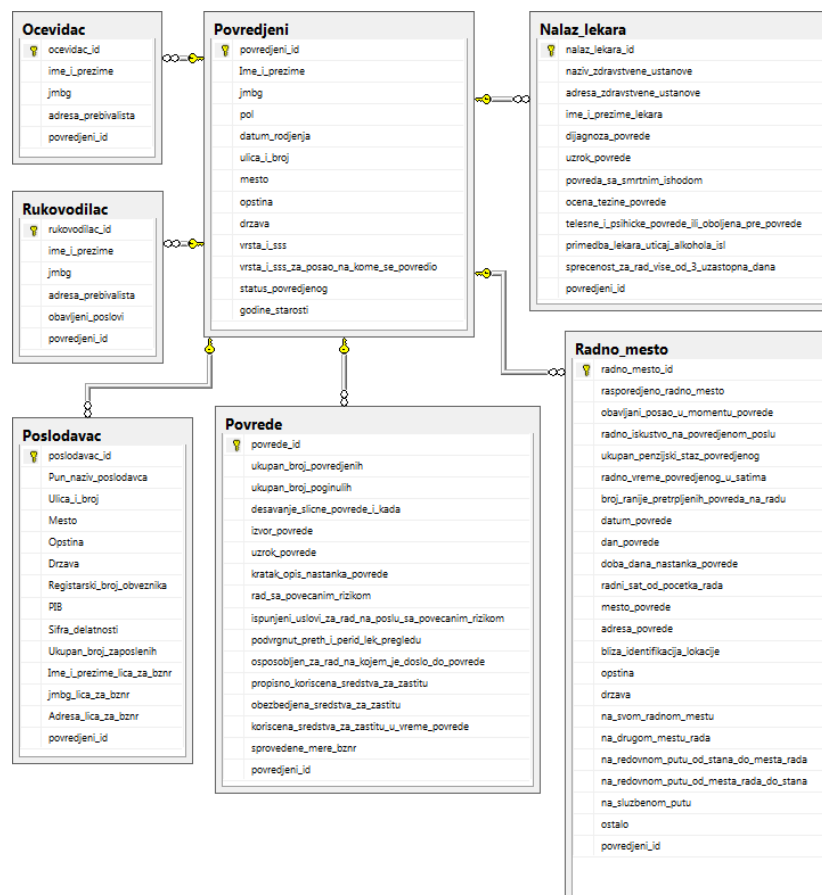 Ocevidac
ocevidac_id
ime_i_prezime
jmbg
adresa_prebivalista
povredjeni_id
Povredjeni
povredjeni_id
Ime_i_prezime
jmbg
pol
datum_rodjenja
ulica_i_broj
mesto
opstina
drzava
vrsta_i_sss
vrsta_i_sss_za_posao_na_kome_se_povredio
status_povredjenog
godine_starosti
Nalaz_lekara
nalaz_lekara_id
naziv_zdravstvene_ustanove
adresa_zdravstvene_ustanove
ime_i_prezime_lekara
dijagnoza_povrede
uzrok_povrede
povreda_sa_smrtnim_ishodom
ocena_tezine_povrede
telesne_i_psihicke_povrede_ili_oboljena_pre_povrede
primedba_lekara_uticaj_alkohola_isl
sprecenost_za_rad_vise_od_3_uzastopna_dana
povredjeni_id
Rukovodilac
rukovodilac_id
ime_i_prezime
jmbg
adresa_prebivalista
obavljeni_poslovi
povredjeni_id
Poslodavac
poslodavac_id
Pun_naziv_poslodavca
Ulica_i_broj
Mesto
Opstina
Drzava
Registarski_broj_obveznika
PIB
Sifra_delatnosti
Ukupan_broj_zaposlenih
Ime_i_prezime_lica_za_bznr
jmbg_lica_za_bznr
Adresa_lica_za_bznr
povredjeni_id
Povrede
povrede_id
ukupan_broj_povredjenih
ukupan_broj_poginulih
desavanje_slicne_povrede_i_kada
izvor_povrede
uzrok_povrede
kratak_opis_nastanka_povrede
rad_sa_povecanim_rizikom
ispunjeni_uslovi_za_rad_na_poslu_sa_povecanim_rizikom
podvrgnut_preth_i_perid_lek_pregledu
osposobljen_za_rad_na_kojem_je_doslo_do_povrede
propisno_koriscena_sredstva_za_zastitu
obezbedjena_sredstva_za_zastitu
koriscena_sredstva_za_zastitu_u_vreme_povrede
sprovedene_mere_bznr
povredjeni_id
Radno_mesto
radno_mesto_id
rasporedjeno_radno_mesto
obavljani_posao_u_momentu_povrede
radno_iskustvo_na_povredjenom_poslu
ukupan_penzijski_staz_povredjenog
radno_vreme_povredjenog_u_satima
broj_ranije_pretrpljenih_povreda_na_radu
datum_povrede
dan_povrede
doba_dana_nastanka_povrede
radni_sat_od_pocetka_rada
mesto_povrede
adresa_povrede
bliza_identifikacija_lokacije
opstina
drzava
na_svom_radnom_mestu
na_drugom_mestu_rada
na_redovnom_putu_od_stana_do_mesta_rada
na_redovnom_putu_od_mesta_rada_do_stana
na_sluzbenom_putu
ostalo
povredjeni_id